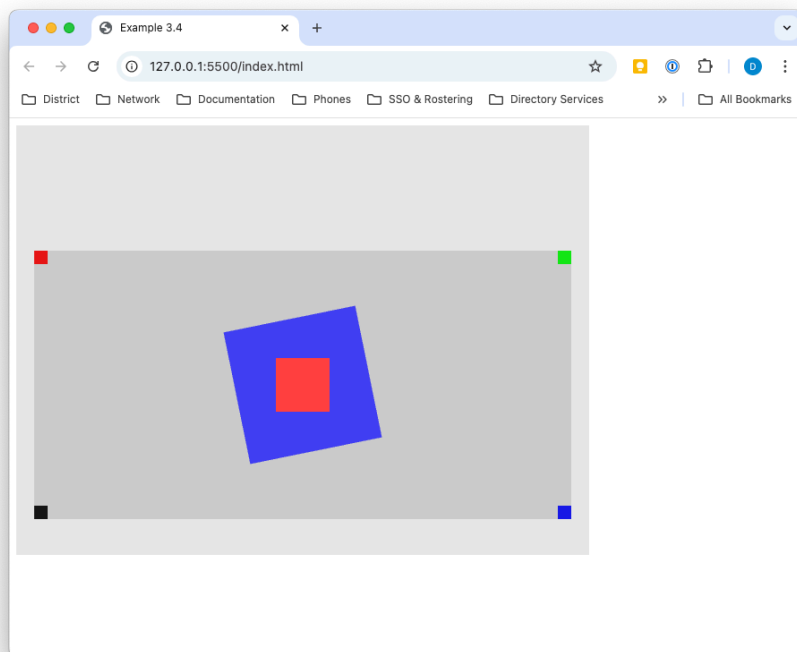 Example 3.4
127.0.0.1:5500/index.html
D
District Network Documentation Phones SSO & Rostering Directory Services All Bookmarks